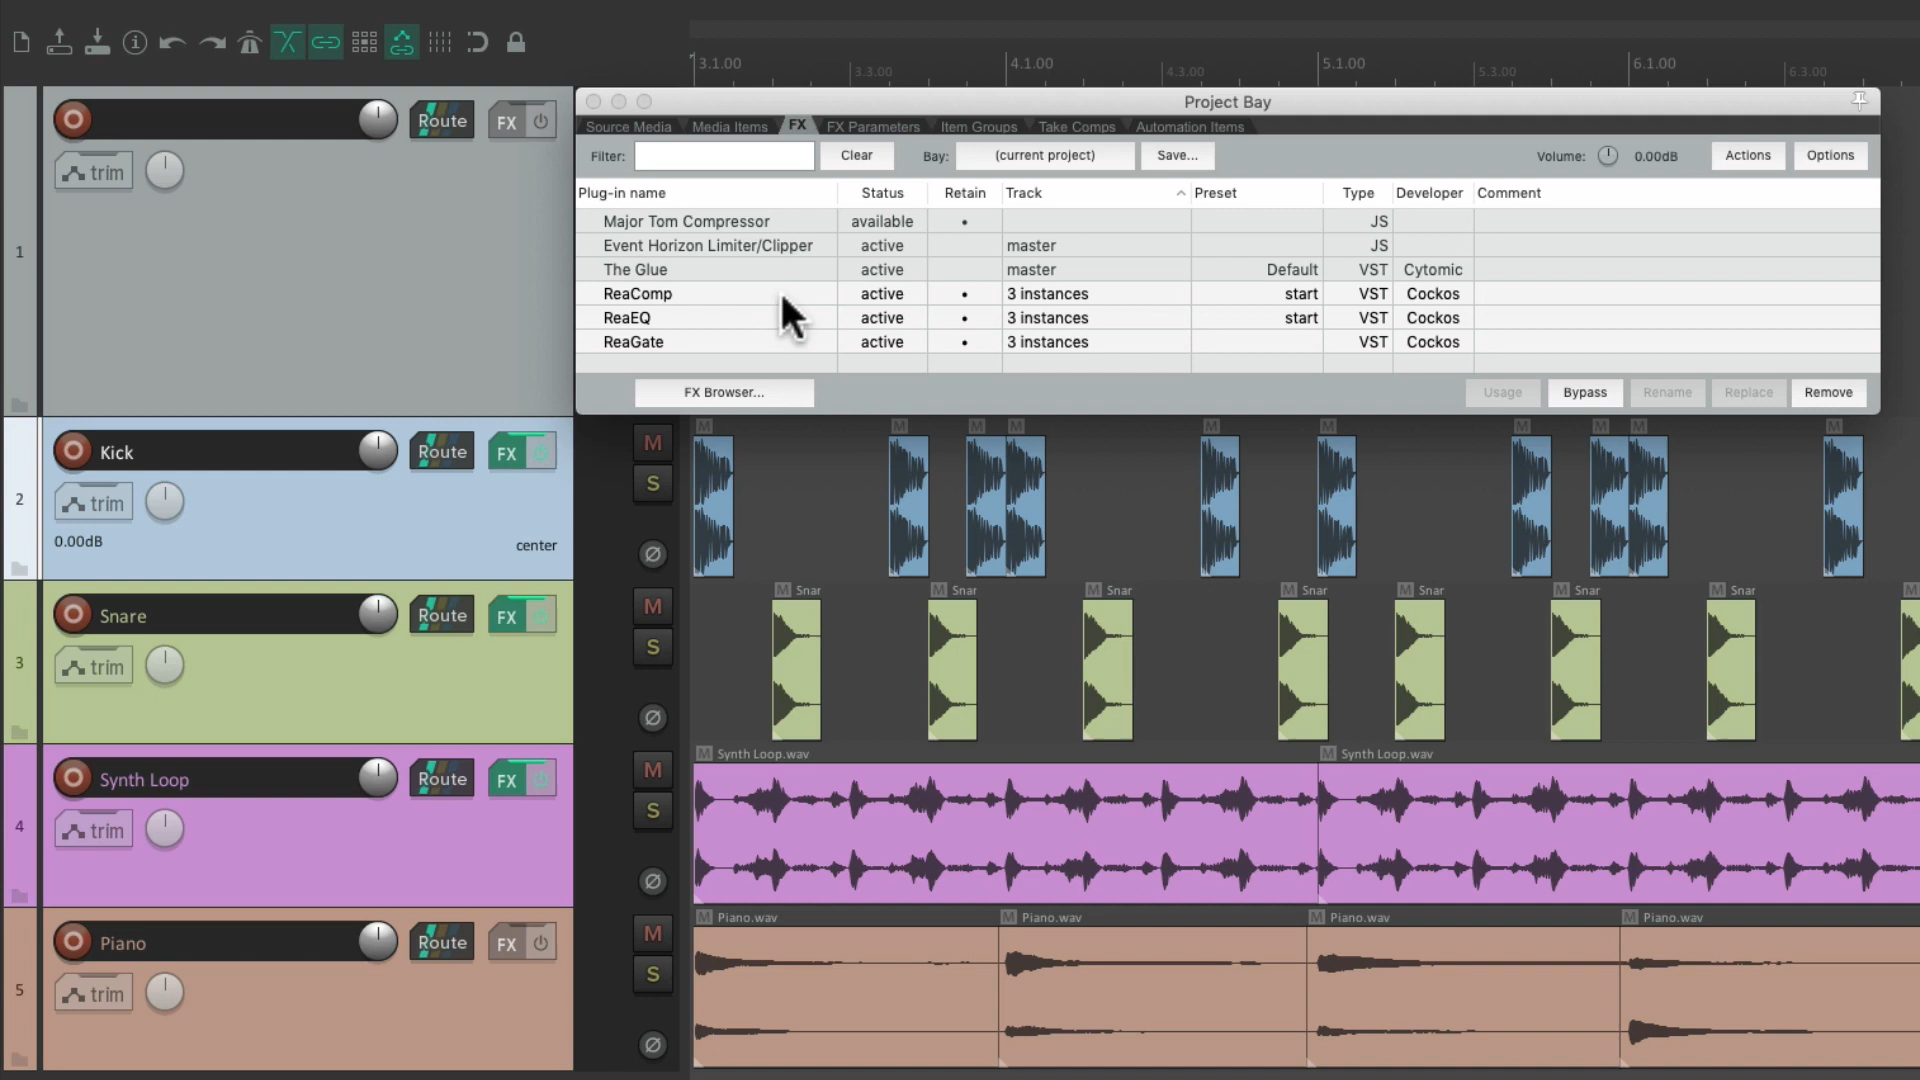 3.1.00 3.3.00 4.1.00 4.3.00 5.1.00 5.3.00 6.1.00 6.3.00
Project Bay
Source Media Media Items FX FX Parameters Item Groups Take Comps Automation Items
Filter: Clear Bay: (current project) Save... Volume: 0.00dB Actions Options
Plug-in name Status Retain Track Preset Type Developer Comment
Major Tom Compressor available • JS
Event Horizon Limiter/Clipper active master JS
The Glue active master Default VST Cytomic
ReaComp active • 3 instances start VST Cockos
ReaEQ active • 3 instances start VST Cockos
ReaGate active • 3 instances VST Cockos
FX Browser... Usage Bypass Rename Replace Remove
Route FX
trim
1
Kick Route FX M
trim S
2
0.00dB center
M M M M M M M M M M
Snare Route FX M
trim S
3
M Snar M Snar M Snar M Snar M Snar M Snar M Snar M
Synth Loop Route FX M
trim S
4
M Synth Loop.wav M Synth Loop.wav
Piano Route FX M
trim S
5
M Piano.wav M Piano.wav M Piano.wav M Piano.wav